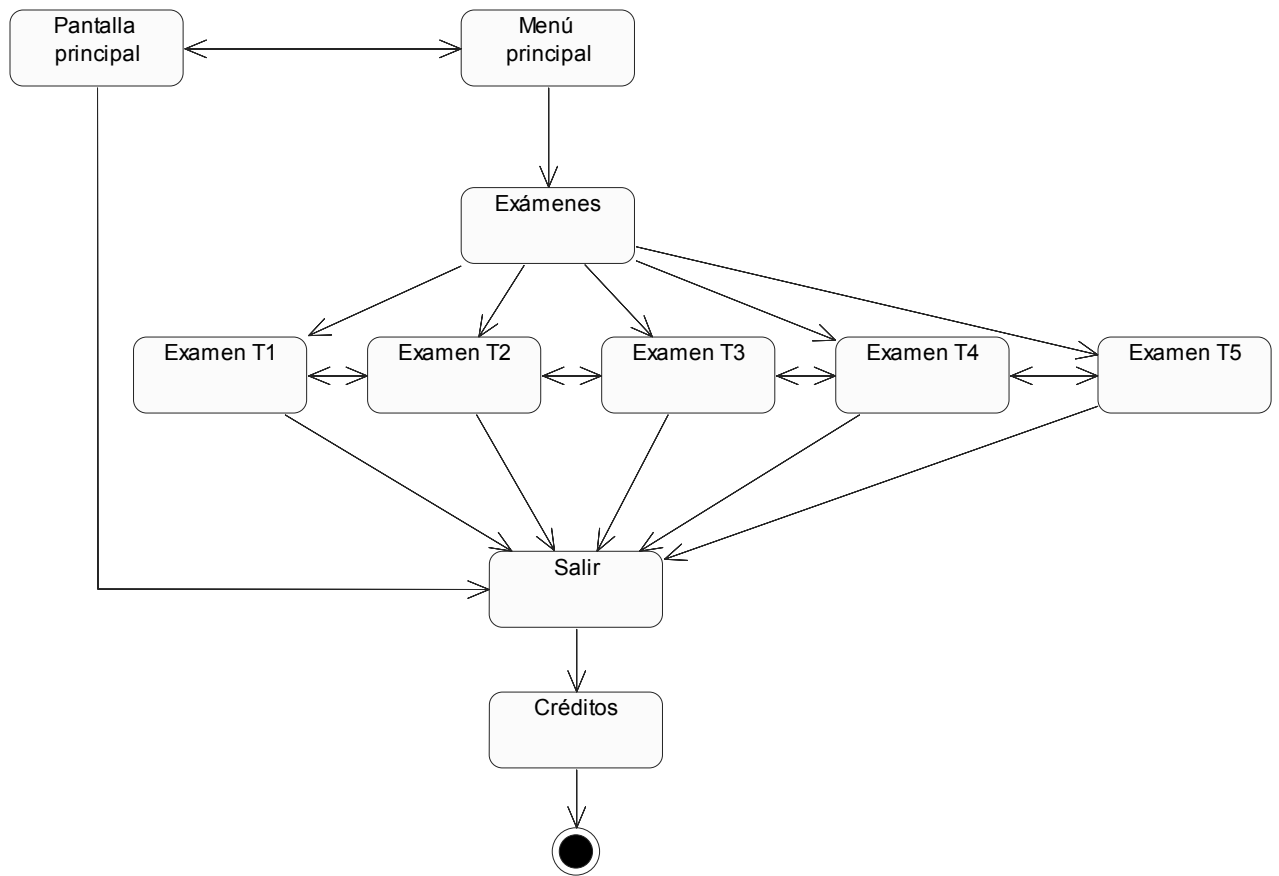 Pantalla
principal
Menú
principal
Exámenes
Examen T1
Examen T2
Examen T3
Examen T4
Examen T5
Salir
Créditos